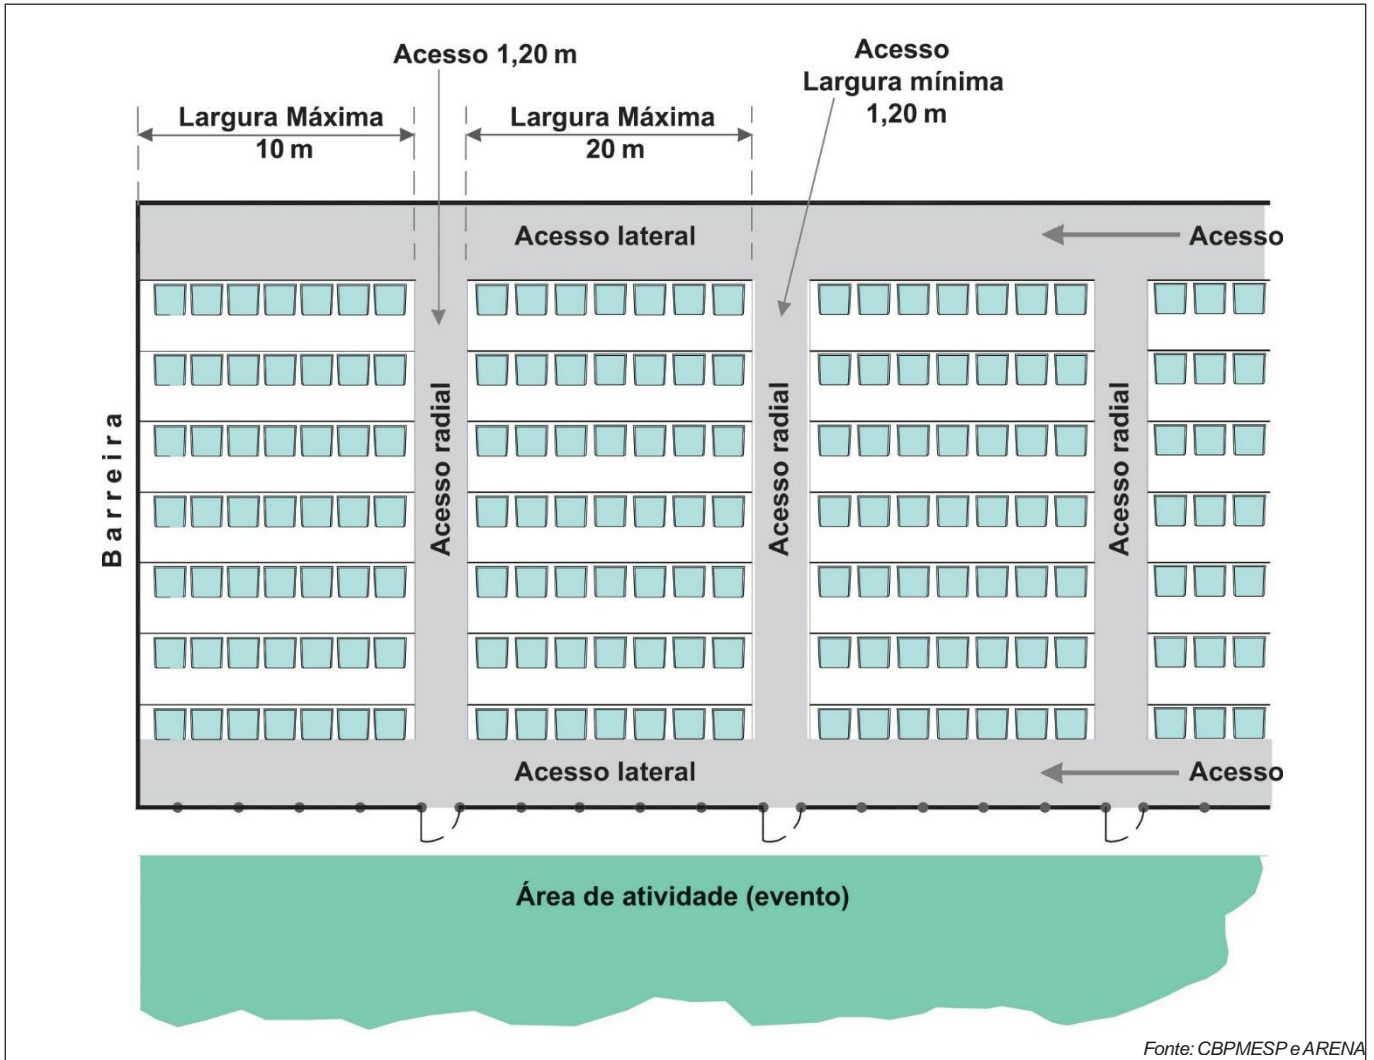 Acesso 1,20 m
Acesso
Largura mínima
1,20 m
Largura Máxima
10 m
Largura Máxima
20 m
Acesso lateral
Acesso
Barreira
Acesso radial
Acesso radial
Acesso radial
Acesso lateral
Acesso
Área de atividade (evento)
Fonte: CBPMESP e ARENA